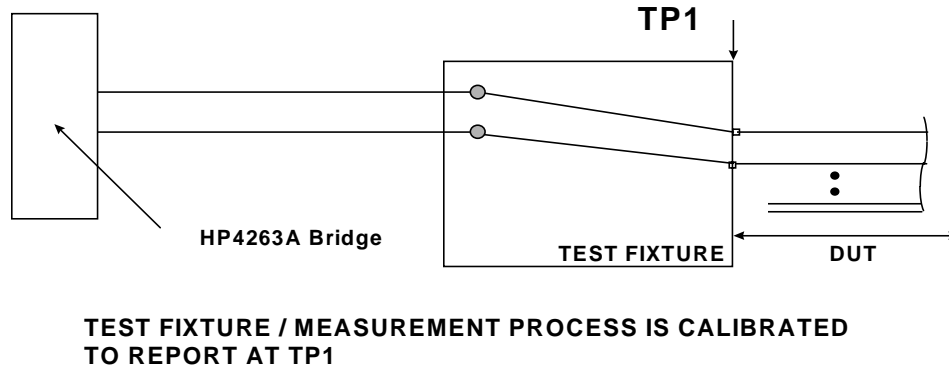 TP1
HP4263A Bridge
TEST FIXTURE
DUT
TEST FIXTURE / MEASUREMENT PROCESS IS CALIBRATED
TO REPORT AT TP1